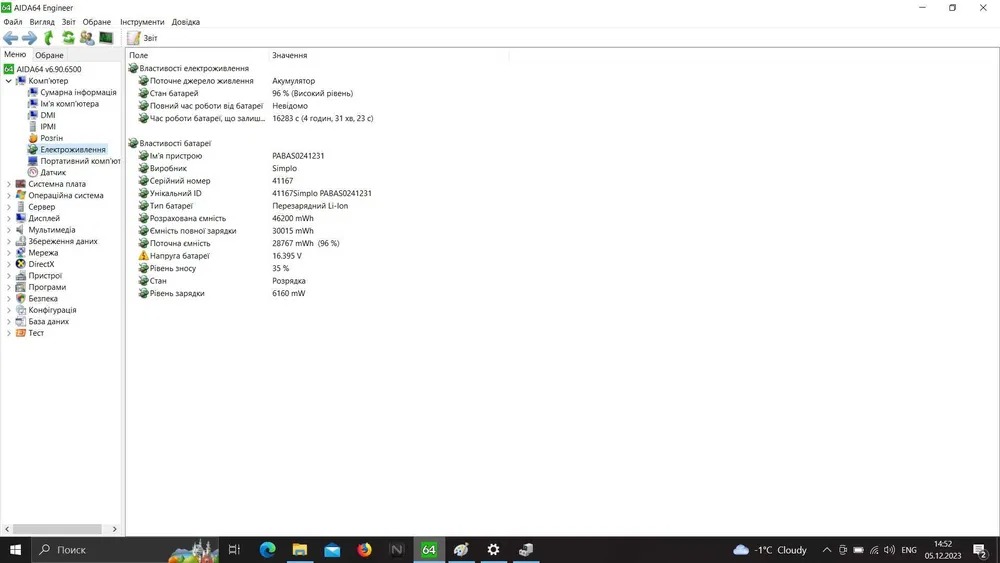 64 AIDA64 Engineer
Файл Вигляд Звіт Обране Інструменти Довідка
Звіт
Меню Обране
Поле Значення
64 AIDA64 v6.90.6500
Комп'ютер
Сумарна інформація
Ім'я комп'ютера
DMI
IPMI
Розгін
Електроживлення
Портативний комп'ют
Датчик
Системна плата
Операційна система
Сервер
Дисплей
Мультимедіа
Збереження даних
Мережа
DirectX
Пристрої
Програми
Безпека
Конфігурація
База даних
Тест
Властивості електроживлення
Поточне джерело живлення Акумулятор
Стан батарей 96 % (Високий рівень)
Повний час роботи від батареї Невідомо
Час роботи батареї, що залиш... 16283 с (4 годин, 31 хв, 23 с)
Властивості батареї
Ім'я пристрою PABAS0241231
Виробник Simplo
Серійний номер 41167
Унікальний ID 41167Simplo PABAS0241231
Тип батареї Перезарядний Li-Ion
Розрахована ємність 46200 mWh
Ємність повної зарядки 30015 mWh
Поточна ємність 28767 mWh (96 %)
Напруга батареї 16.395 V
Рівень зносу 35 %
Стан Розрядка
Рівень зарядки 6160 mW
Поиск
64
-1°C Cloudy
ENG
14:52
05.12.2023
2